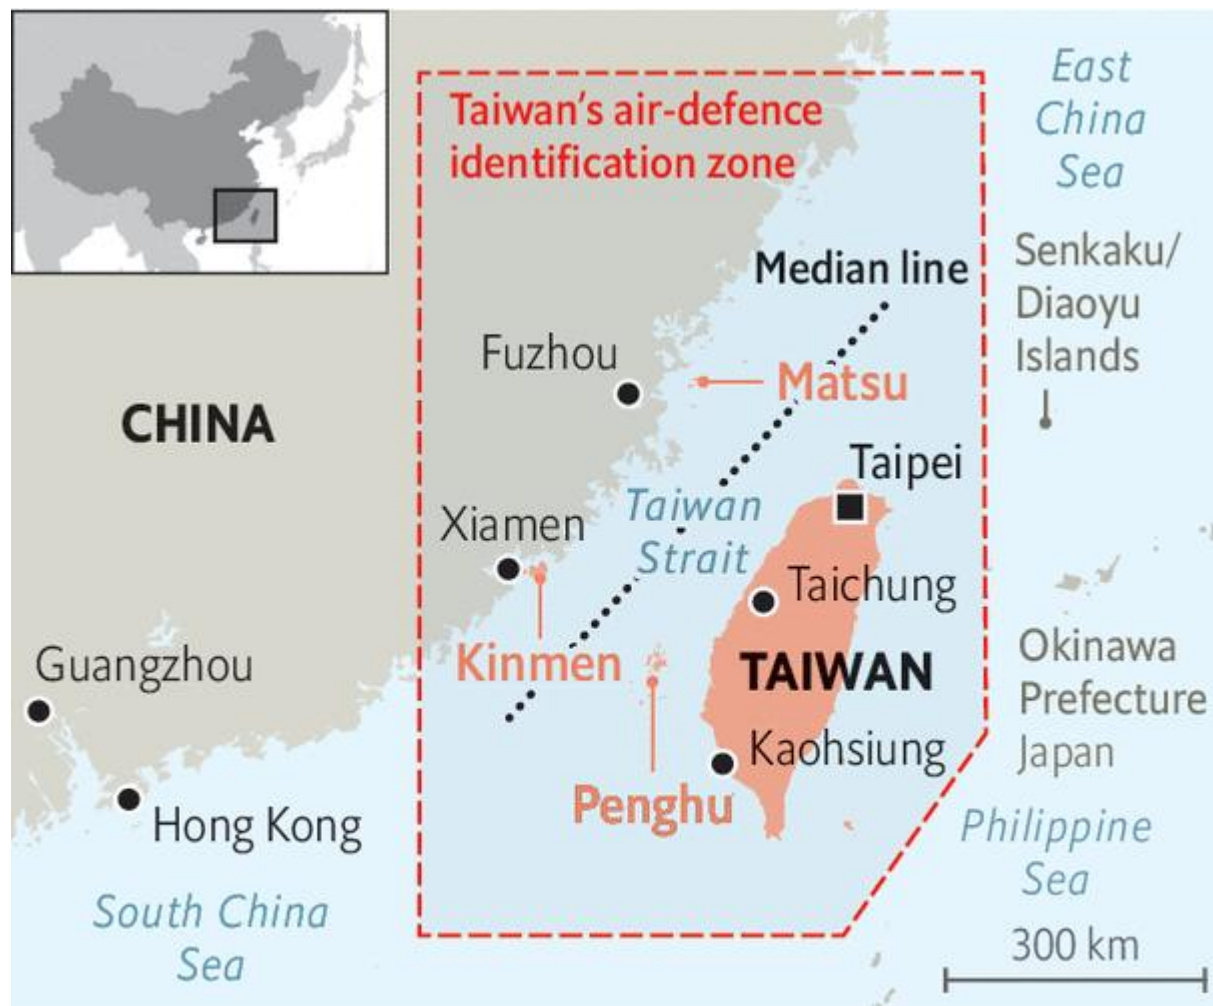 Taiwan's air-defence
identification zone
East
China
Sea
Median line
Senkaku/
Diaoyu
Islands
Fuzhou
Matsu
CHINA
Taipei
Taiwan
Strait
Xiamen
Taichung
Guangzhou
Kinmen
TAIWAN
Okinawa
Prefecture
Japan
Kaohsiung
Penghu
Hong Kong
Philippine
Sea
South China
Sea
300 km